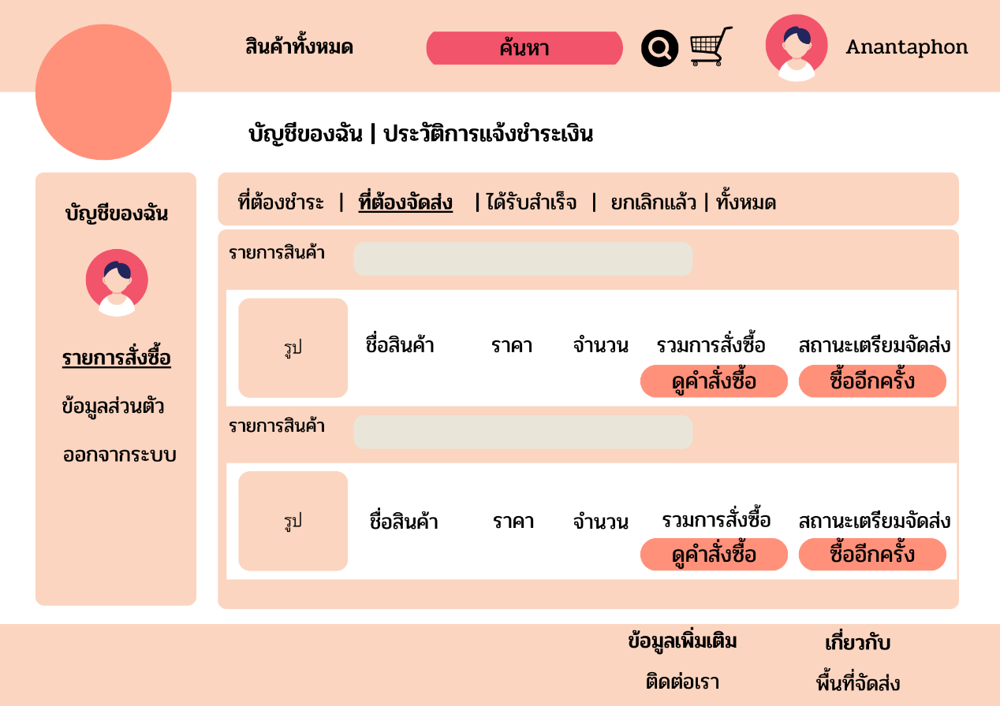 สินค้าทั้งหมด ค้นหา Anantaphon
บัญชีของฉัน | ประวัติการแจ้งชำระเงิน
บัญชีของฉัน
รายการสั่งซื้อ
ข้อมูลส่วนตัว
ออกจากระบบ
ที่ต้องชำระ | ที่ต้องจัดส่ง | ได้รับสำเร็จ | ยกเลิกแล้ว | ทั้งหมด
รายการสินค้า
รูป ชื่อสินค้า ราคา จำนวน รวมการสั่งซื้อ สถานะเตรียมจัดส่ง
ดูคำสั่งซื้อ ซื้ออีกครั้ง
รายการสินค้า
รูป ชื่อสินค้า ราคา จำนวน รวมการสั่งซื้อ สถานะเตรียมจัดส่ง
ดูคำสั่งซื้อ ซื้ออีกครั้ง
ข้อมูลเพิ่มเติม เกี่ยวกับ
ติดต่อเรา พื้นที่จัดส่ง